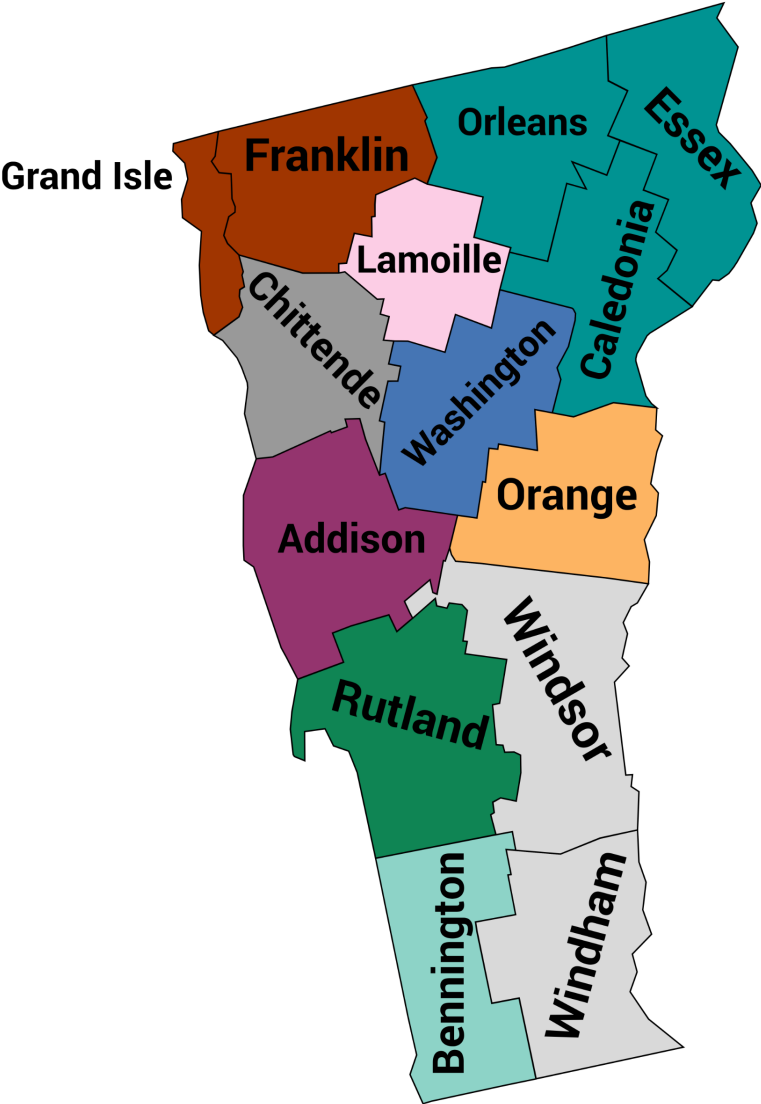 Essex
Orleans
Franklin
Grand Isle
Lamoille
Caledonia
Chittende
Washington
Orange
Addison
Windsor
Rutland
Bennington
Windham